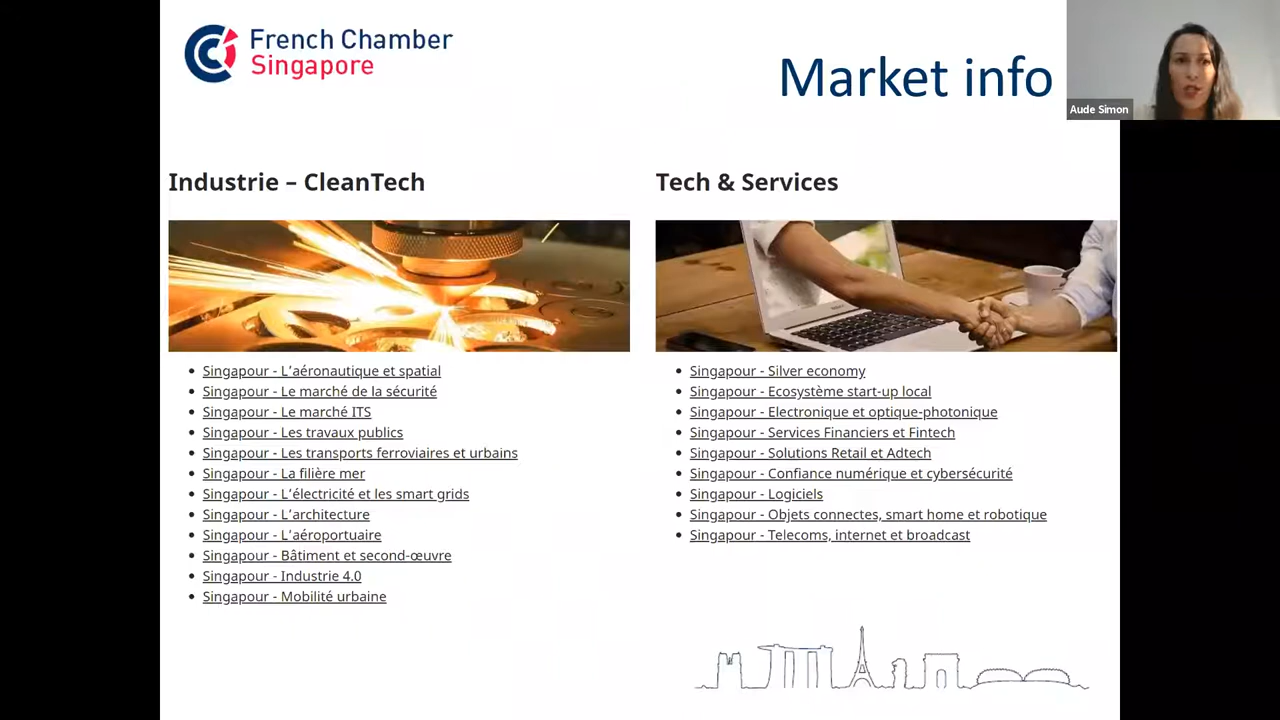 French Chamber
Singapore
Market info
Aude Simon
Industrie – CleanTech
Singapour - L'aéronautique et spatial
Singapour - Le marché de la sécurité
Singapour - Le marché ITS
Singapour - Les travaux publics
Singapour - Les transports ferroviaires et urbains
Singapour - La filière mer
Singapour - L'électricité et les smart grids
Singapour - L'architecture
Singapour - L'aéroportuaire
Singapour - Bâtiment et second-œuvre
Singapour - Industrie 4.0
Singapour - Mobilité urbaine
Tech & Services
Singapour - Silver economy
Singapour - Ecosystème start-up local
Singapour - Electronique et optique-photonique
Singapour - Services Financiers et Fintech
Singapour - Solutions Retail et Adtech
Singapour - Confiance numérique et cybersécurité
Singapour - Logiciels
Singapour - Objets connectes, smart home et robotique
Singapour - Telecoms, internet et broadcast